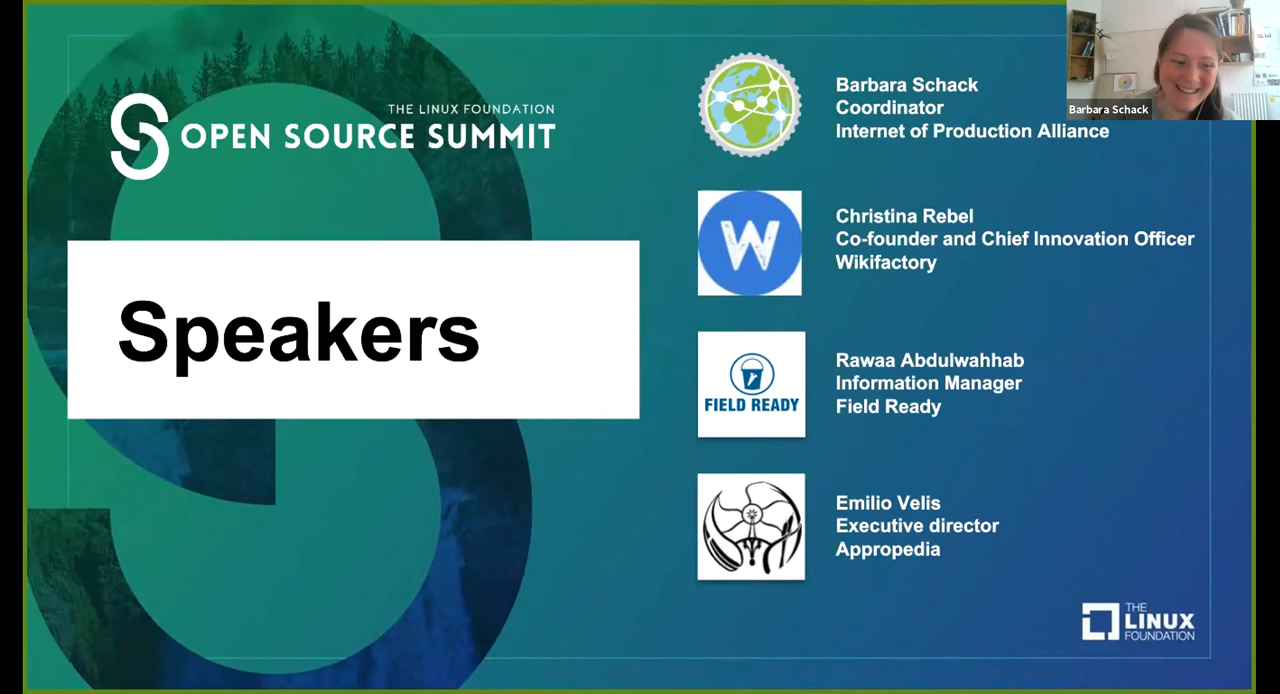 THE LINUX FOUNDATION
OPEN SOURCE SUMMIT
Speakers
Barbara Schack
Coordinator
Internet of Production Alliance
W
Christina Rebel
Co-founder and Chief Innovation Officer
Wikifactory
FIELD READY
Rawaa Abdulwahhab
Information Manager
Field Ready
Emilio Velis
Executive director
Appropedia
Barbara Schack
THE
LINUX
FOUNDATION